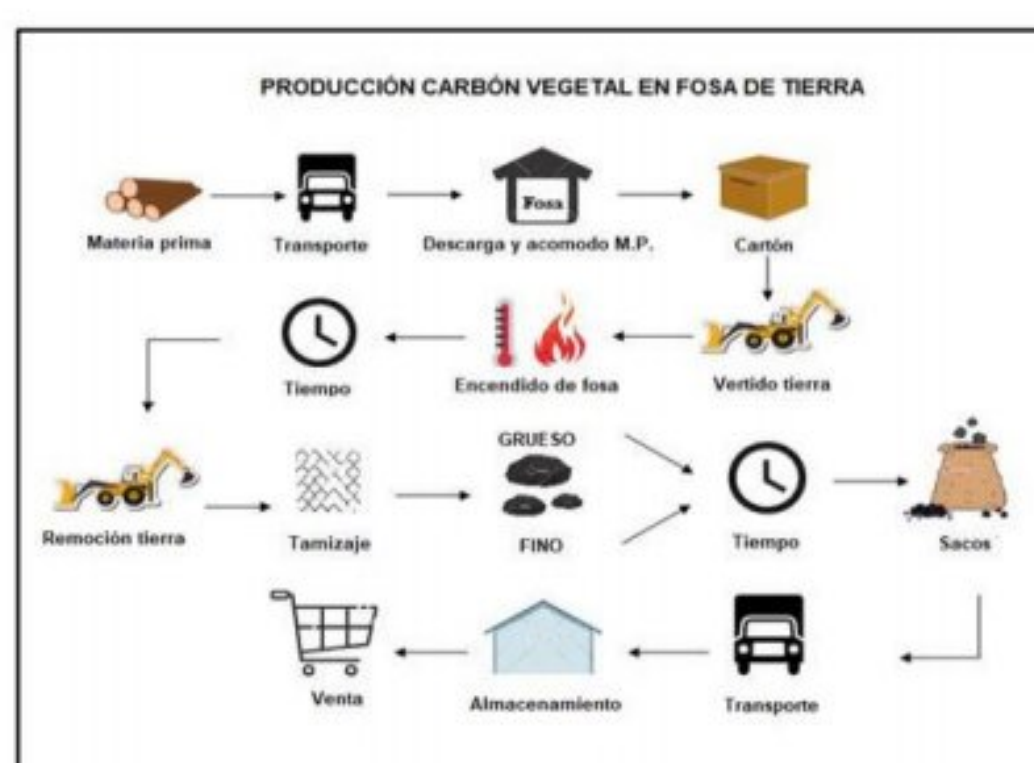 PRODUCCIÓN CARBÓN VEGETAL EN FOSA DE TIERRA
Fosa
Materia prima
Transporte
Descarga y acomodo M.P.
Cartón
Tiempo
Encendido de fosa
Vertido tierra
GRUESO
Remoción tierra
Tamizaje
FINO
Tiempo
Sacos
Venta
Almacenamiento
Transporte